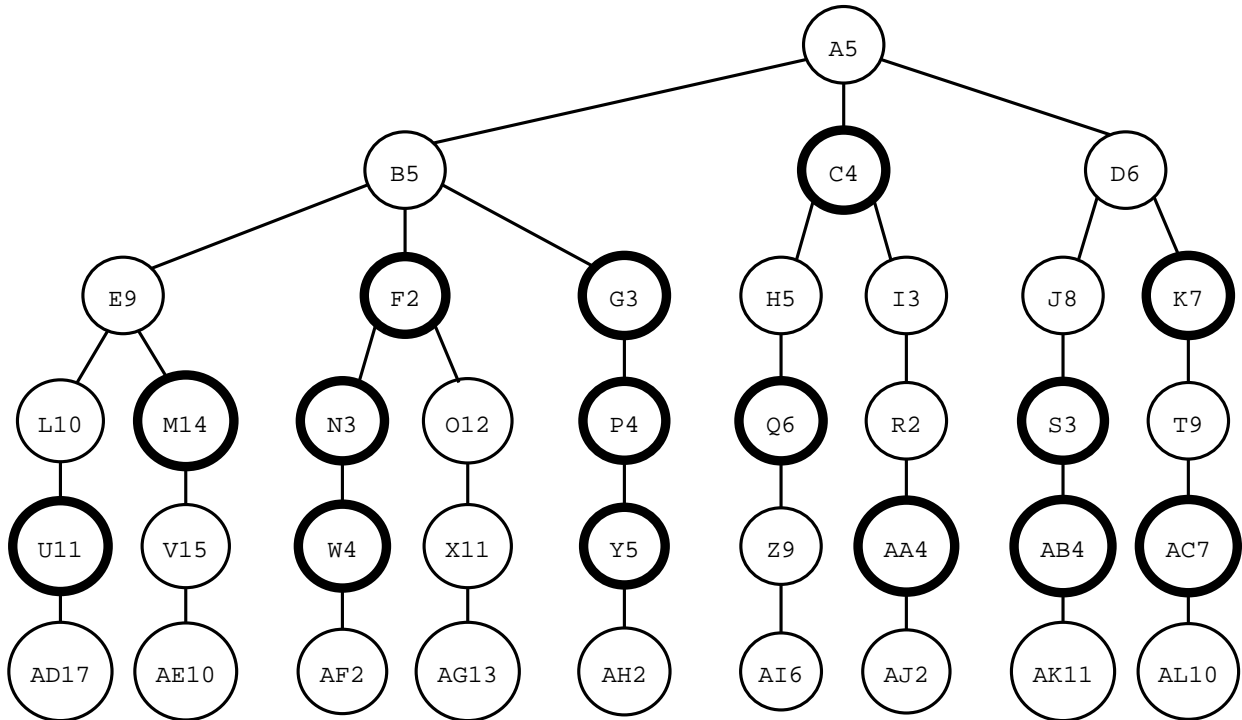 A5
B5
C4
D6
E9
F2
G3
H5
I3
J8
K7
L10
M14
N3
O12
P4
Q6
R2
S3
T9
U11
V15
W4
X11
Y5
Z9
AA4
AB4
AC7
AD17
AE10
AF2
AG13
AH2
AI6
AJ2
AK11
AL10